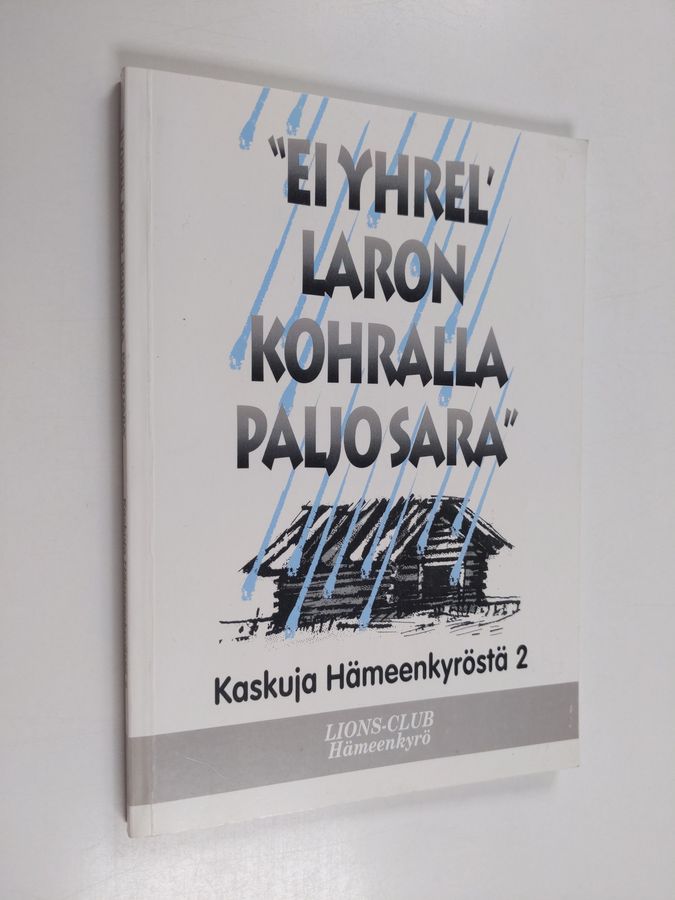 "EI YHREL'
LARON
KOHRALLA
PALJO SARA"
Kaskuja Hämeenkyröstä 2
LIONS-CLUB
Hämeenkyrö